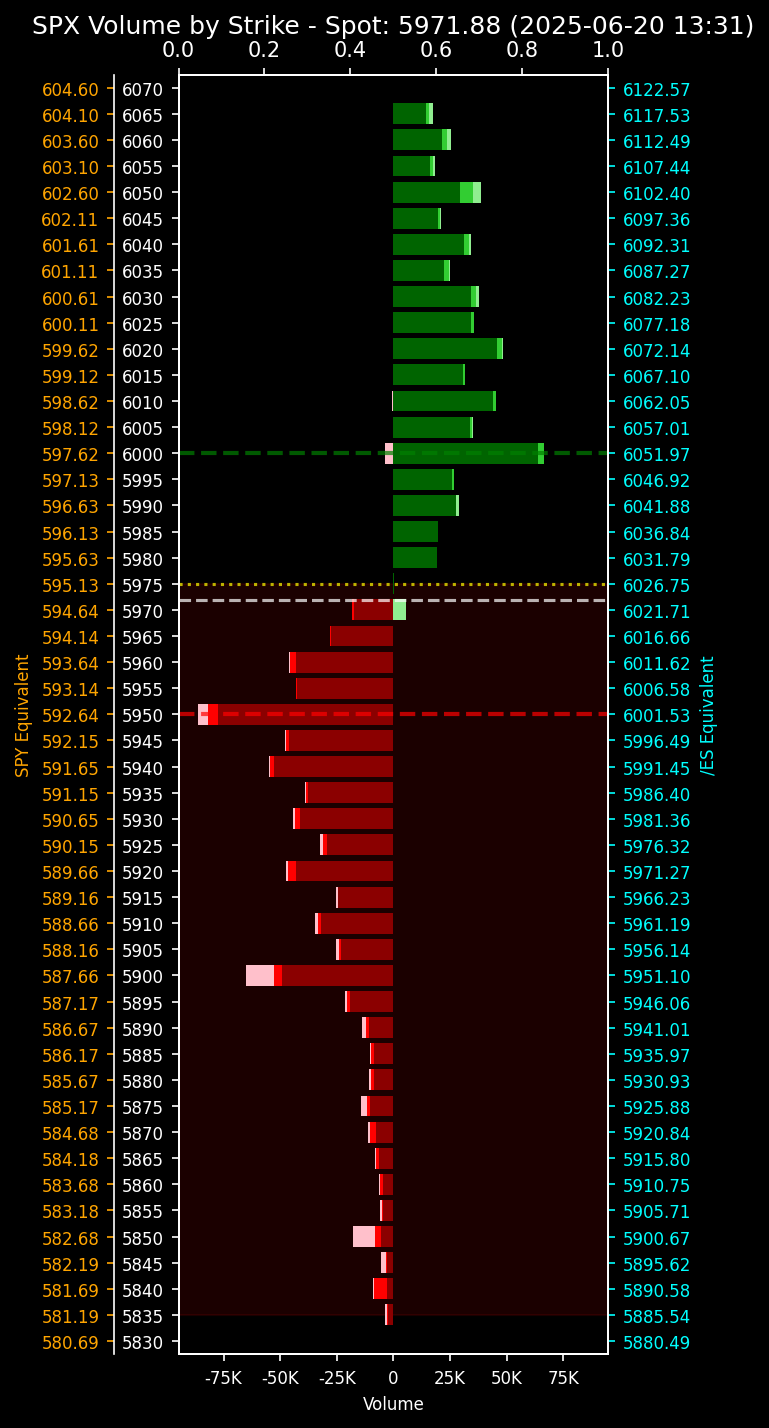 SPX Volume by Strike - Spot: 5971.88 (2025-06-20 13:31)
0.0 0.2 0.4 0.6 0.8 1.0
604.60 6070 6122.57
604.10 6065 6117.53
603.60 6060 6112.49
603.10 6055 6107.44
602.60 6050 6102.40
602.11 6045 6097.36
601.61 6040 6092.31
601.11 6035 6087.27
600.61 6030 6082.23
600.11 6025 6077.18
599.62 6020 6072.14
599.12 6015 6067.10
598.62 6010 6062.05
598.12 6005 6057.01
597.62 6000 6051.97
597.13 5995 6046.92
596.63 5990 6041.88
596.13 5985 6036.84
595.63 5980 6031.79
595.13 5975 6026.75
594.64 5970 6021.71
594.14 5965 6016.66
593.64 5960 6011.62
593.14 5955 6006.58
592.64 5950 6001.53
592.15 5945 5996.49
591.65 5940 5991.45
591.15 5935 5986.40
590.65 5930 5981.36
590.15 5925 5976.32
589.66 5920 5971.27
589.16 5915 5966.23
588.66 5910 5961.19
588.16 5905 5956.14
587.66 5900 5951.10
587.17 5895 5946.06
586.67 5890 5941.01
586.17 5885 5935.97
585.67 5880 5930.93
585.17 5875 5925.88
584.68 5870 5920.84
584.18 5865 5915.80
583.68 5860 5910.75
583.18 5855 5905.71
582.68 5850 5900.67
582.19 5845 5895.62
581.69 5840 5890.58
581.19 5835 5885.54
580.69 5830 5880.49
SPY Equivalent
/ES Equivalent
-75K -50K -25K 0 25K 50K 75K
Volume